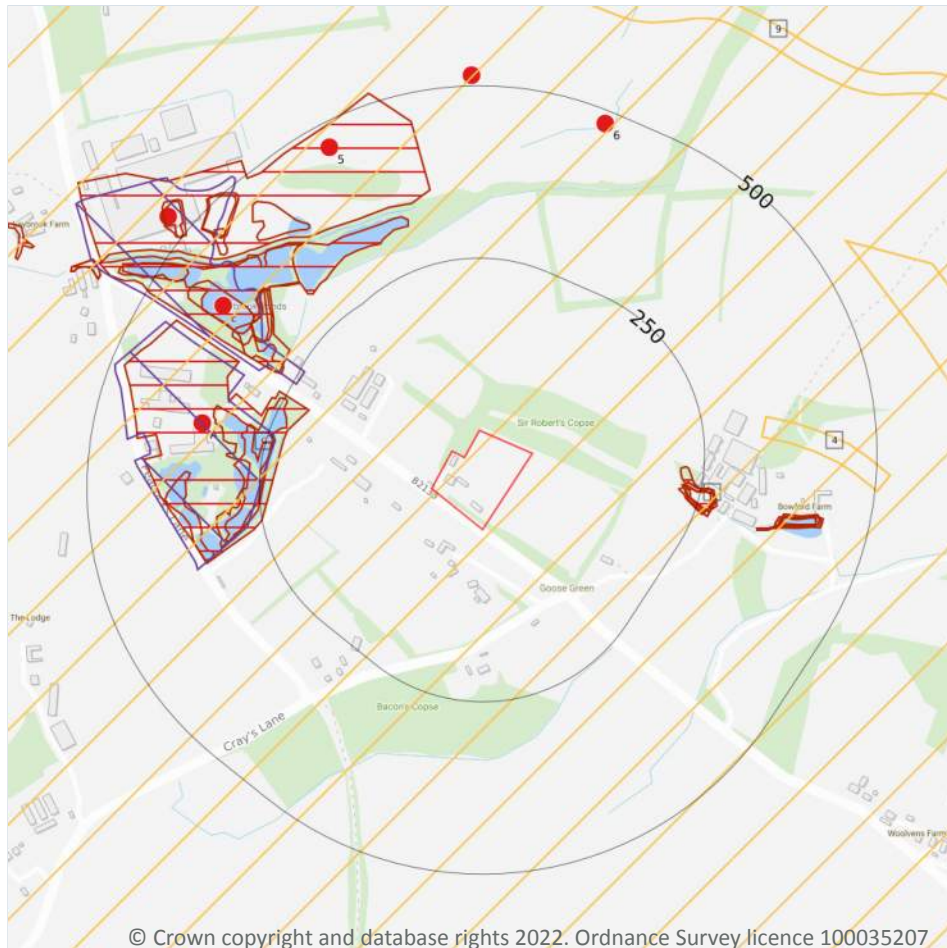 9
6
5
500
250
Sir Robert's Copse
4
Bowford Farm
Goose Green
The Lodge
Bacon's Copse
Cray's Lane
Woolvens Farm
© Crown copyright and database rights 2022. Ordnance Survey licence 100035207